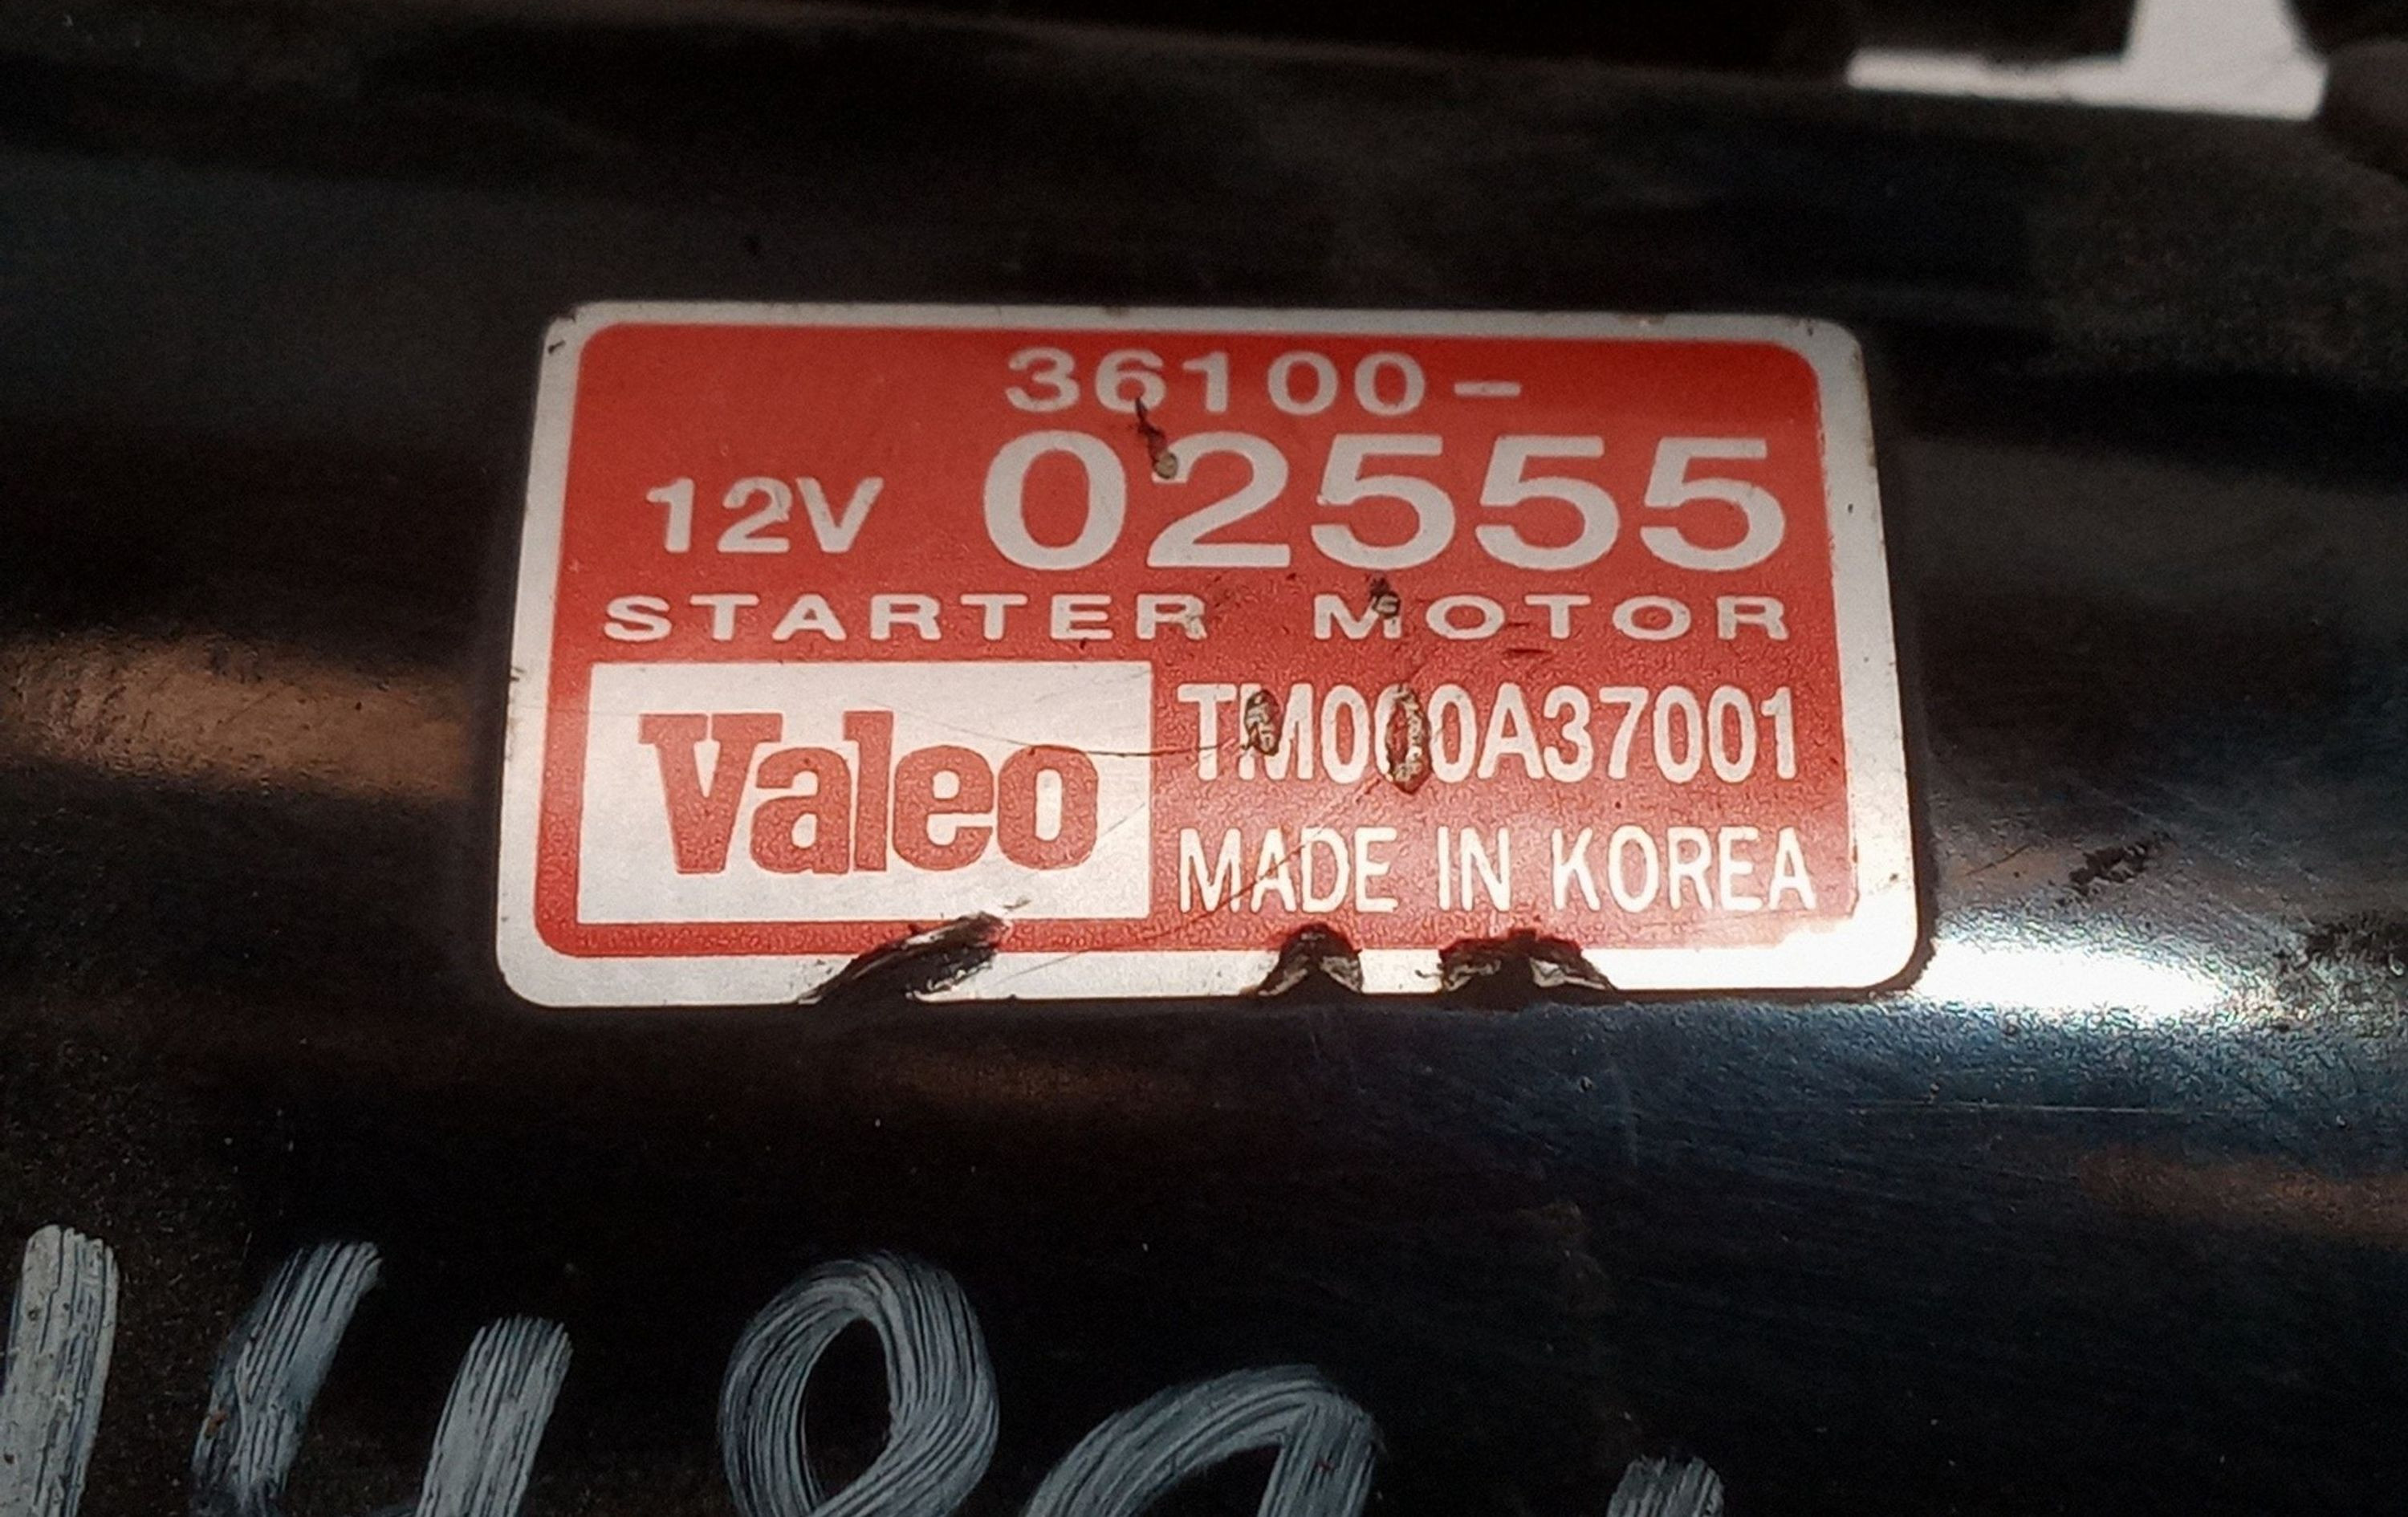 36100-
12V 02555
STARTER MOTOR
Valeo
TM000A37001
MADE IN KOREA